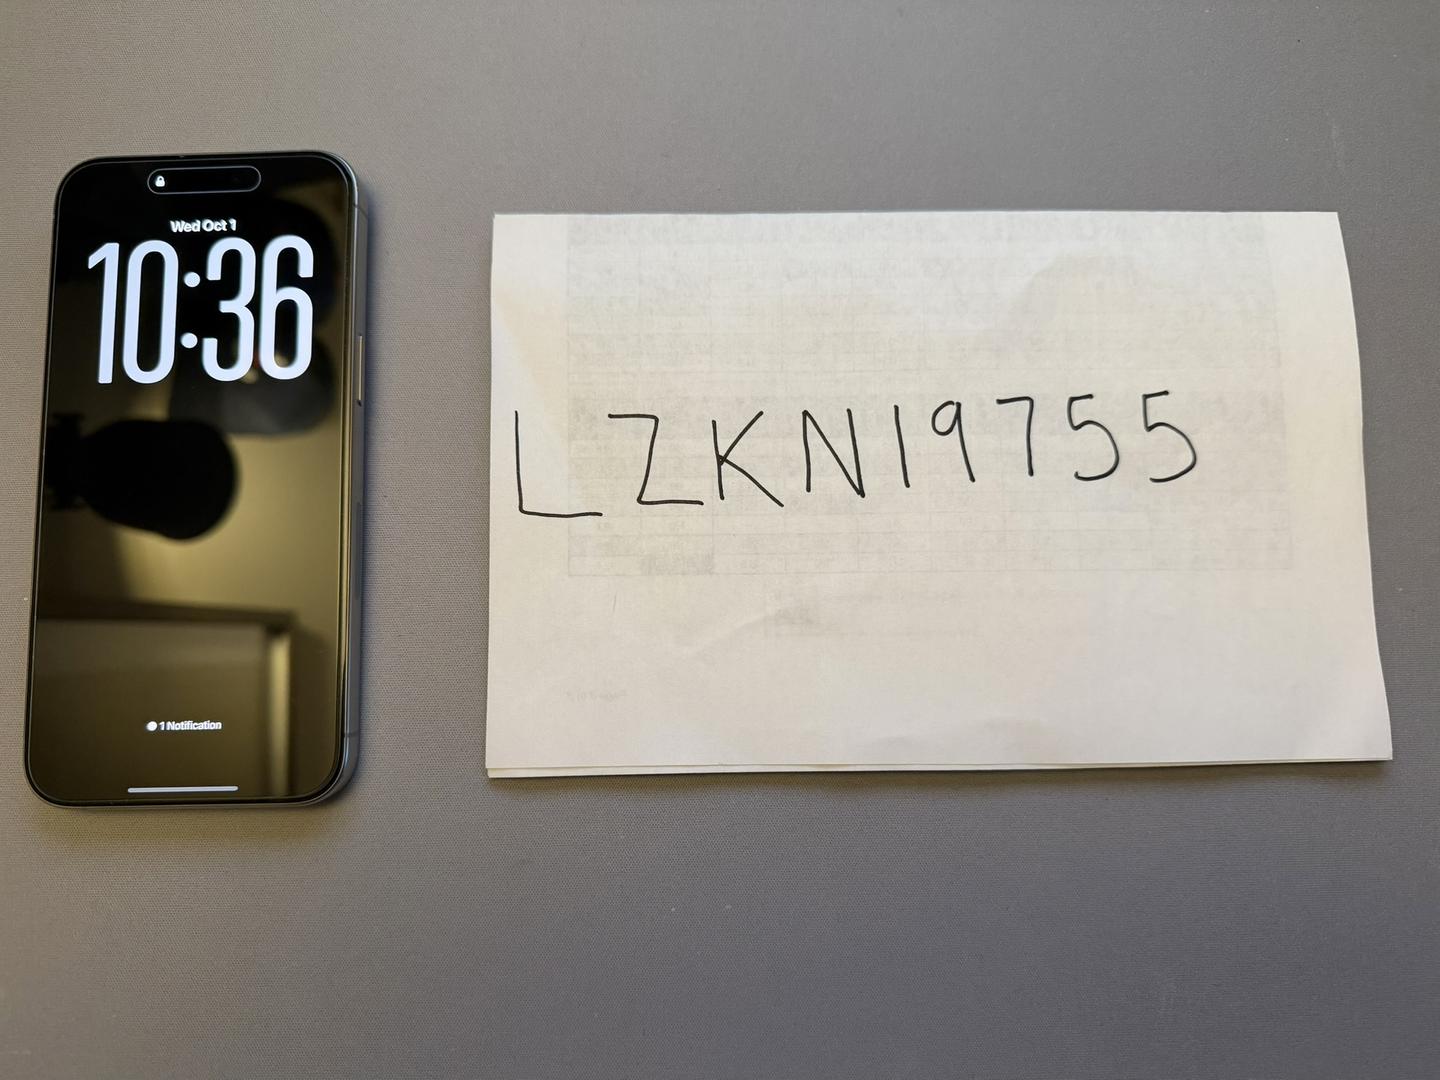 Wed Oct 1
10:36
1 Notification
LZKN19755